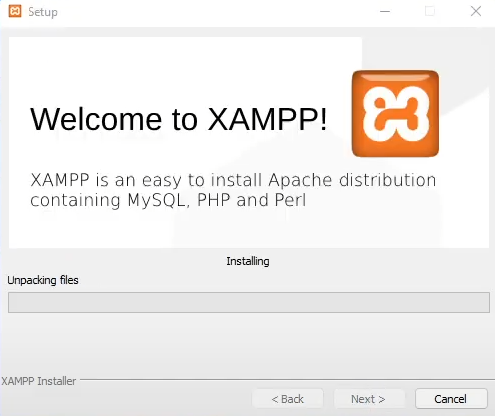 Setup
Welcome to XAMPP!
XAMPP is an easy to install Apache distribution
containing MySQL, PHP and Perl
Installing
Unpacking files
XAMPP Installer
< Back
Next >
Cancel